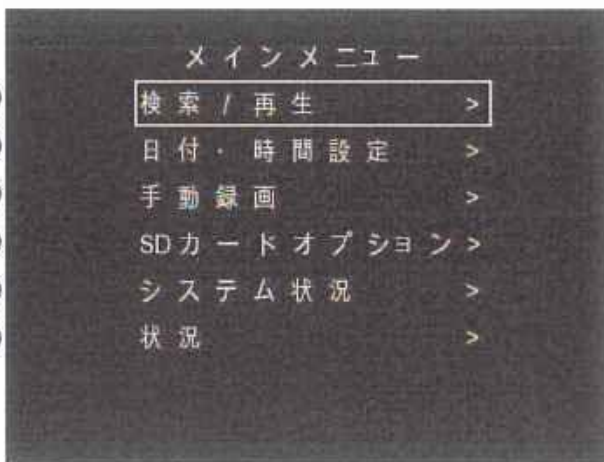 メインメニュー
検索 / 再生 >
日付・時間設定 >
手動録画 >
SDカードオプション >
システム状況 >
状況 >